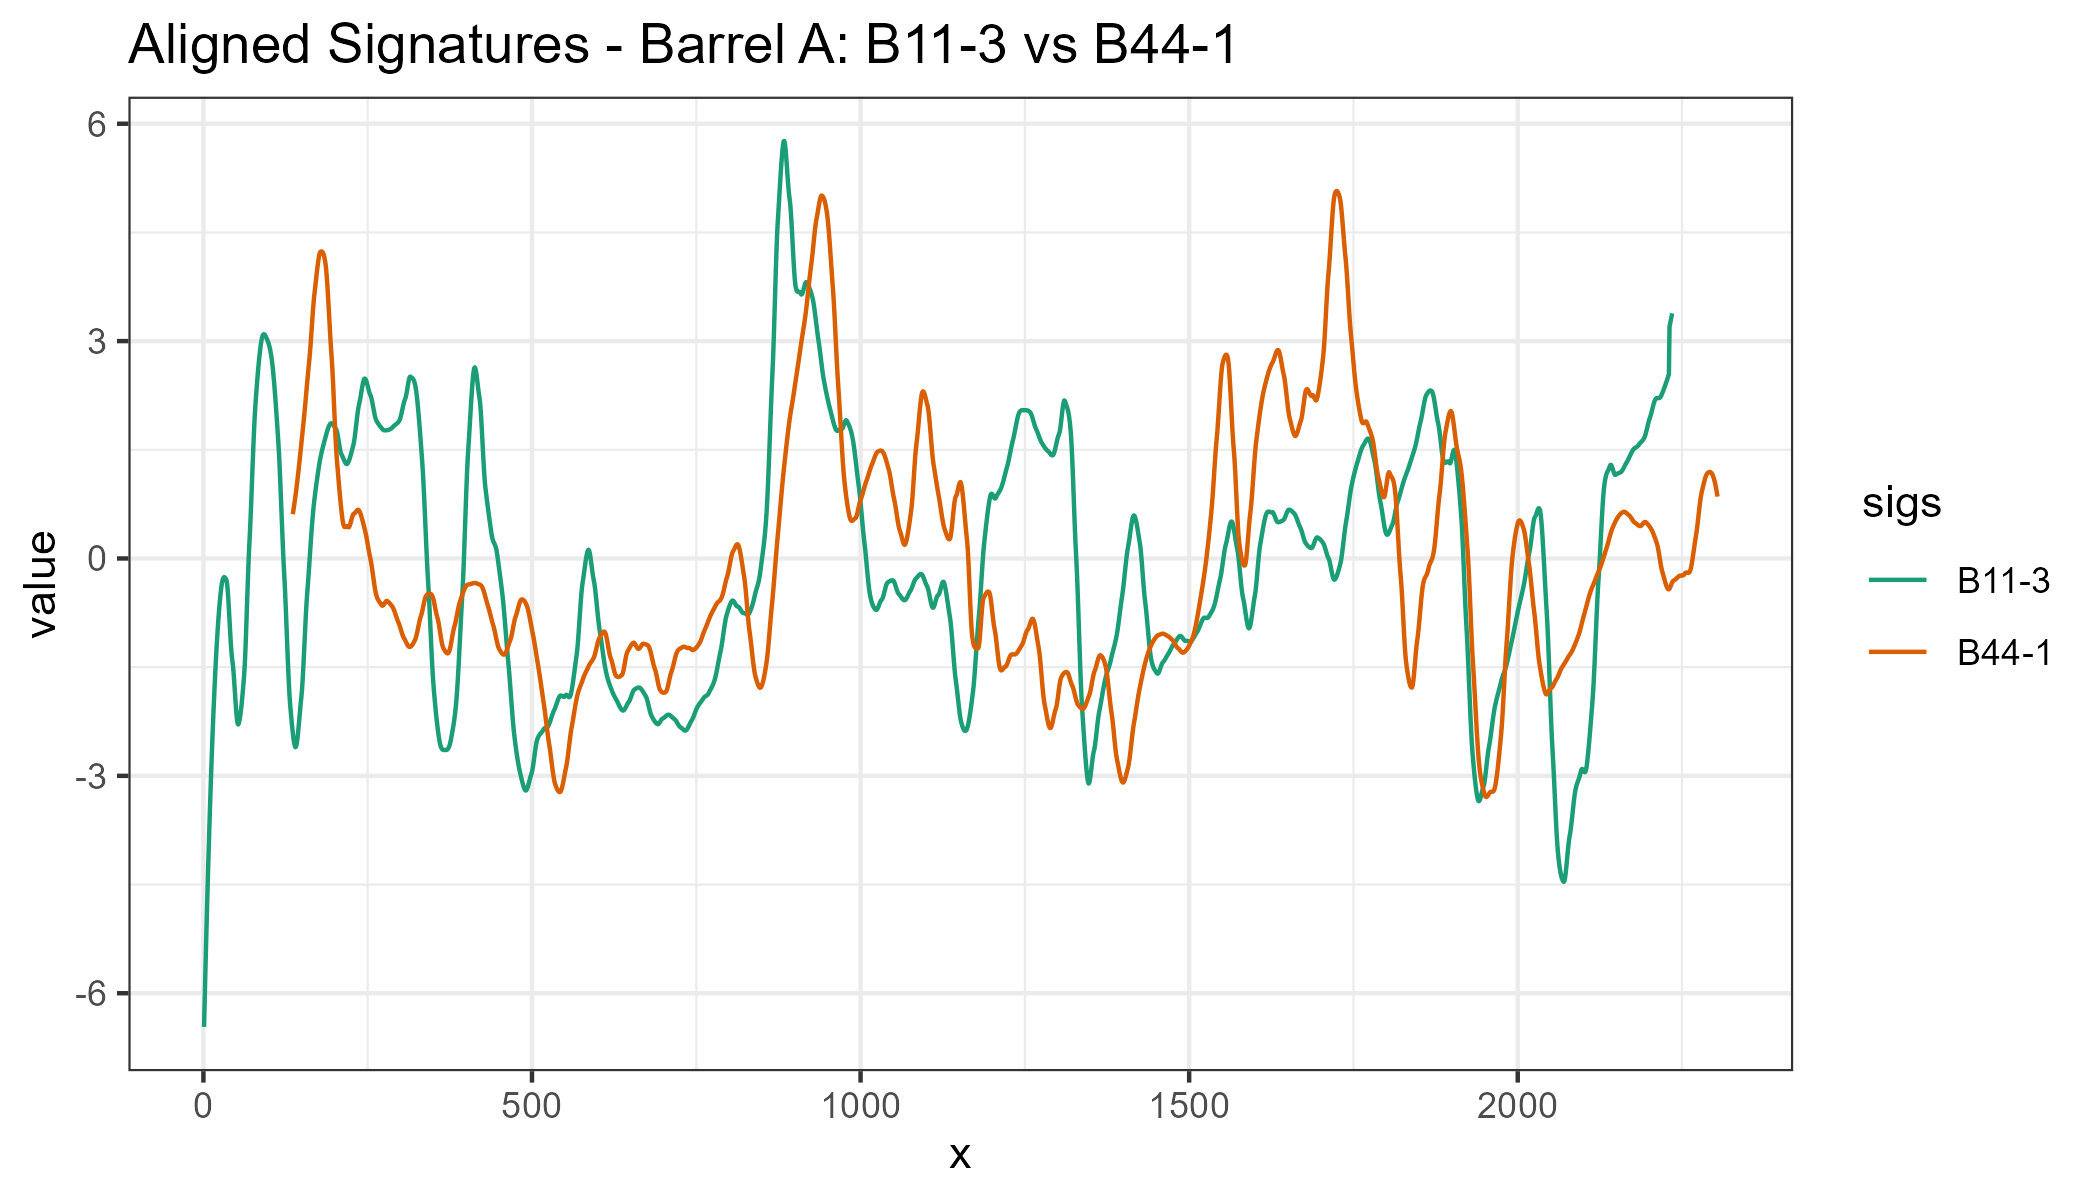 Aligned Signatures - Barrel A: B11-3 vs B44-1
6
3
0
-3
-6
value
0 500 1000 1500 2000
x
sigs
B11-3
B44-1